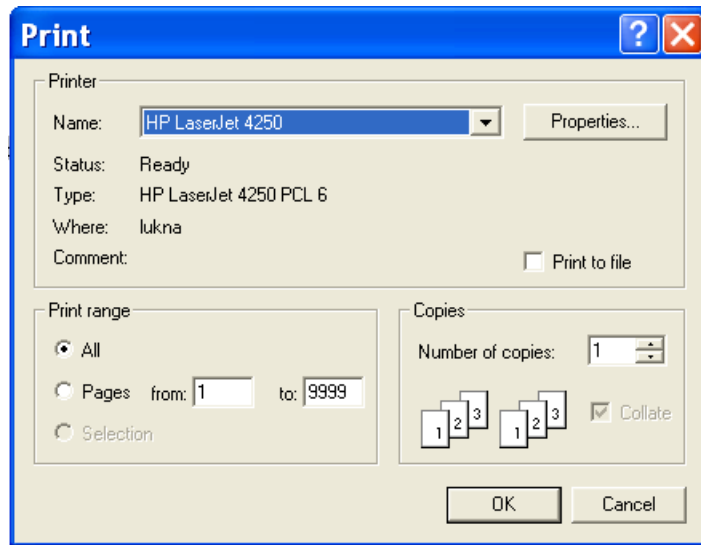 Print
Printer
Name: HP LaserJet 4250 Properties...
Status: Ready
Type: HP LaserJet 4250 PCL 6
Where: lukna
Comment: Print to file
Print range
All
Pages from: 1 to: 9999
Selection
Copies
Number of copies: 1
1 2 3 1 2 3 Collate
OK Cancel